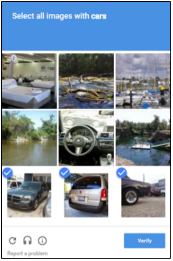 Select all images with cars
Verify
Report a problem